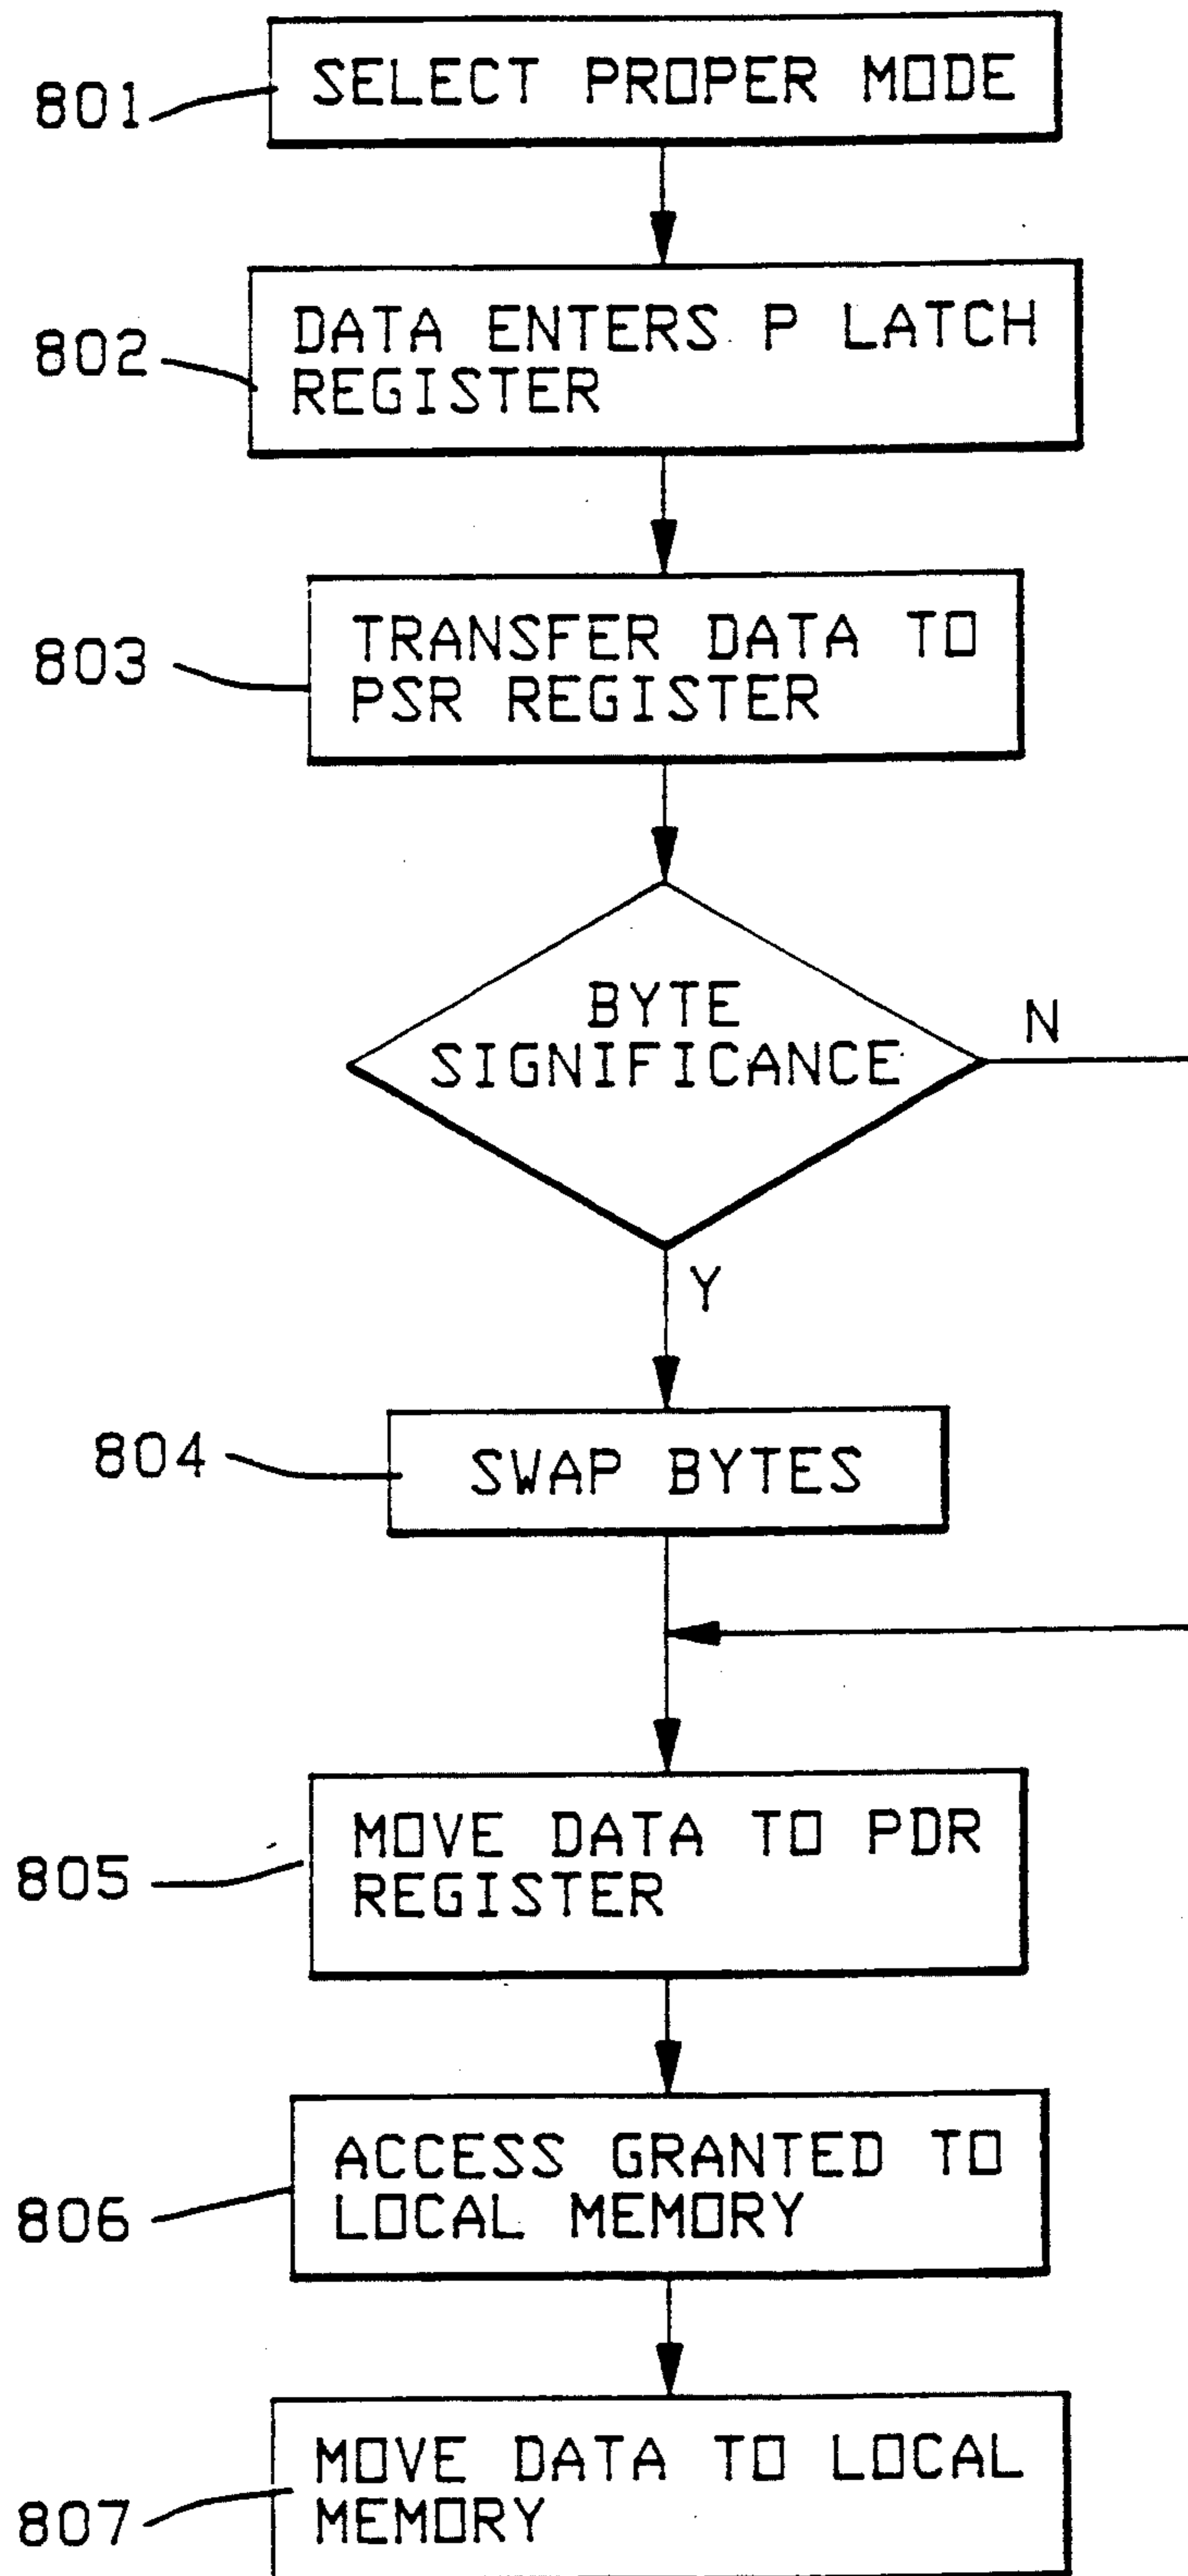 801
SELECT PROPER MODE
802
DATA ENTERS P LATCH
REGISTER
803
TRANSFER DATA TO
PSR REGISTER
BYTE
SIGNIFICANCE
N
Y
804
SWAP BYTES
805
MOVE DATA TO PDR
REGISTER
806
ACCESS GRANTED TO
LOCAL MEMORY
807
MOVE DATA TO LOCAL
MEMORY